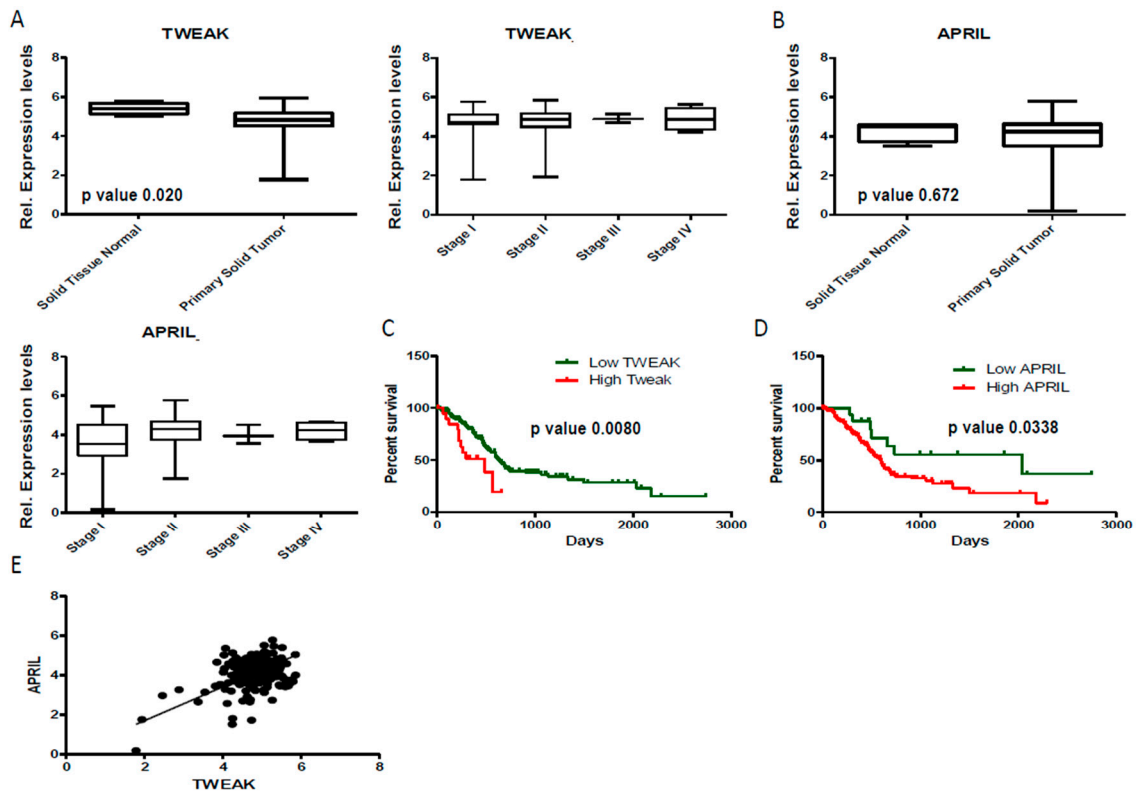 A
TWEAK
Rel. Expression levels
8
6
4
2
0
p value 0.020
Solid Tissue Normal
Primary Solid Tumor
TWEAK
Rel. Expression levels
8
6
4
2
0
Stage I
Stage II
Stage III
Stage IV
B
APRIL
Rel. Expression levels
8
6
4
2
0
p value 0.672
Solid Tissue Normal
Primary Solid Tumor
APRIL
Rel. Expression levels
8
6
4
2
0
Stage I
Stage II
Stage III
Stage IV
C
Percent survival
150
100
50
0
Low TWEAK
High Tweak
p value 0.0080
0
1000
2000
3000
Days
D
Percent survival
150
100
50
0
Low APRIL
High APRIL
p value 0.0338
0
1000
2000
3000
Days
E
APRIL
8
6
4
2
0
0
2
4
6
8
TWEAK